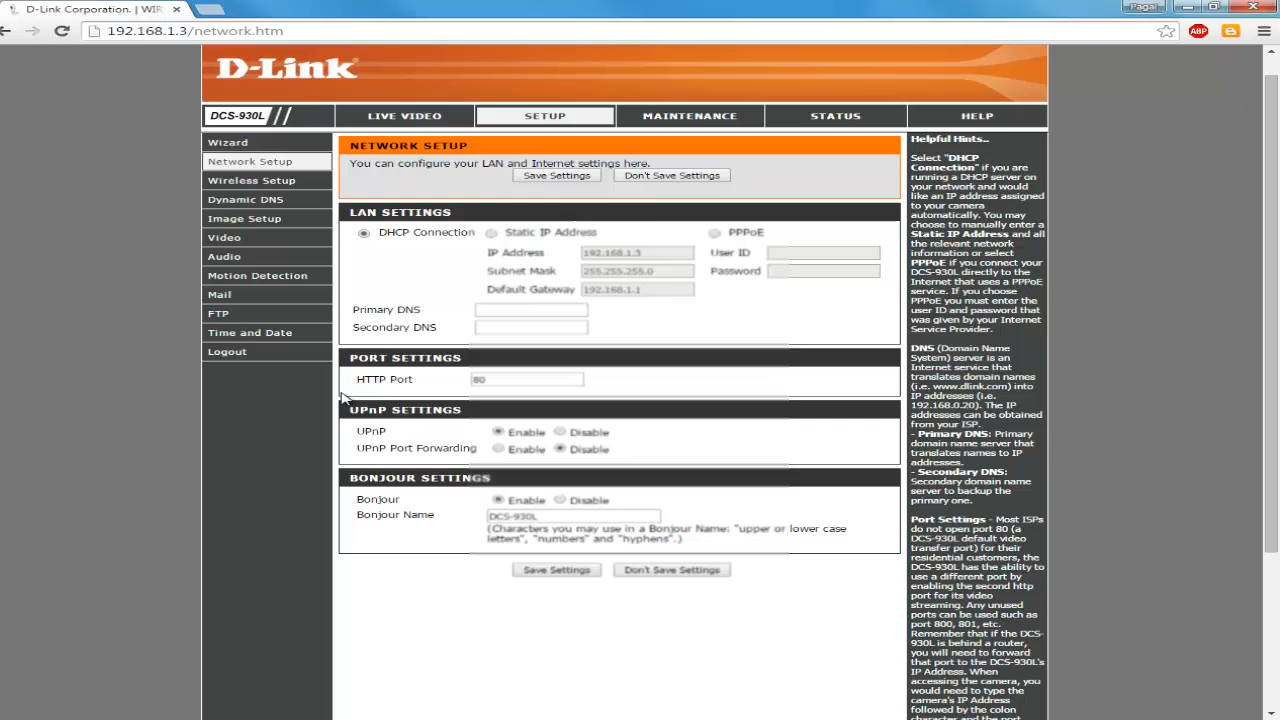 D-Link Corporation. | WIR
Pagal
192.168.1.3/network.htm
ABP
D-Link
DCS-930L
LIVE VIDEO
SETUP
MAINTENANCE
STATUS
HELP
Wizard
Network Setup
Wireless Setup
Dynamic DNS
Image Setup
Video
Audio
Motion Detection
Mail
FTP
Time and Date
Logout
NETWORK SETUP
You can configure your LAN and Internet settings here.
Save Settings Don't Save Settings
LAN SETTINGS
DHCP Connection Static IP Address PPPoE
IP Address 192.168.1.3 User ID
Subnet Mask 255.255.255.0 Password
Default Gateway 192.168.1.1
Primary DNS
Secondary DNS
PORT SETTINGS
HTTP Port 80
UPnP SETTINGS
UPnP Enable Disable
UPnP Port Forwarding Enable Disable
BONJOUR SETTINGS
Bonjour Enable Disable
Bonjour Name DCS-930L
(Characters you may use in a Bonjour Name: "upper or lower case
letters", "numbers" and "hyphens".)
Save Settings Don't Save Settings
Helpful Hints..
Select "DHCP
Connection" if you are
running a DHCP server on
your network and would
like an IP address assigned
to your camera
automatically. You may
choose to manually enter a
Static IP Address and all
the relevant network
information or select
PPPoE if you connect your
DCS-930L directly to the
Internet that uses a PPPoE
service. If you choose
PPPoE you must enter the
user ID and password that
was given by your Internet
Service Provider.
DNS (Domain Name
System) server is an
Internet service that
translates domain names
(i.e. www.dlink.com) into
IP addresses (i.e.
192.168.0.20). The IP
addresses can be obtained
from your ISP.
- Primary DNS: Primary
domain name server that
translates names to IP
addresses.
- Secondary DNS:
Secondary domain name
server to backup the
primary one.
Port Settings - Most ISPs
do not open port 80 (a
DCS-930L default video
transfer port) for their
residential customers, the
DCS-930L has the ability to
use a different port by
enabling the second http
port for its video
streaming. Any unused
ports can be used such as
port 800, 801, etc.
Remember that if the DCS-
930L is behind a router,
you will need to forward
that port to the DCS-930L's
IP Address. When
accessing the camera, you
would need to type the
camera's IP Address
followed by the colon
character and the port